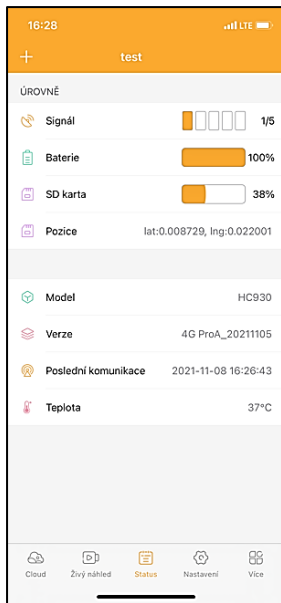 16:28 LTE
test
ÚROVNĚ
Signál 1/5
Baterie 100%
SD karta 38%
Pozice lat:0.008729, lng:0.022001
Model HC930
Verze 4G ProA_20211105
Poslední komunikace 2021-11-08 16:26:43
Teplota 37°C
Cloud Živý náhled Status Nastavení Více